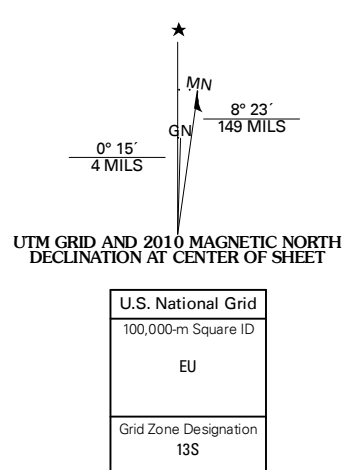 ★
MN
8° 23´
149 MILS
GN
0° 15´
4 MILS
UTM GRID AND 2010 MAGNETIC NORTH
DECLINATION AT CENTER OF SHEET
U.S. National Grid
100,000-m Square ID
EU
Grid Zone Designation
13S